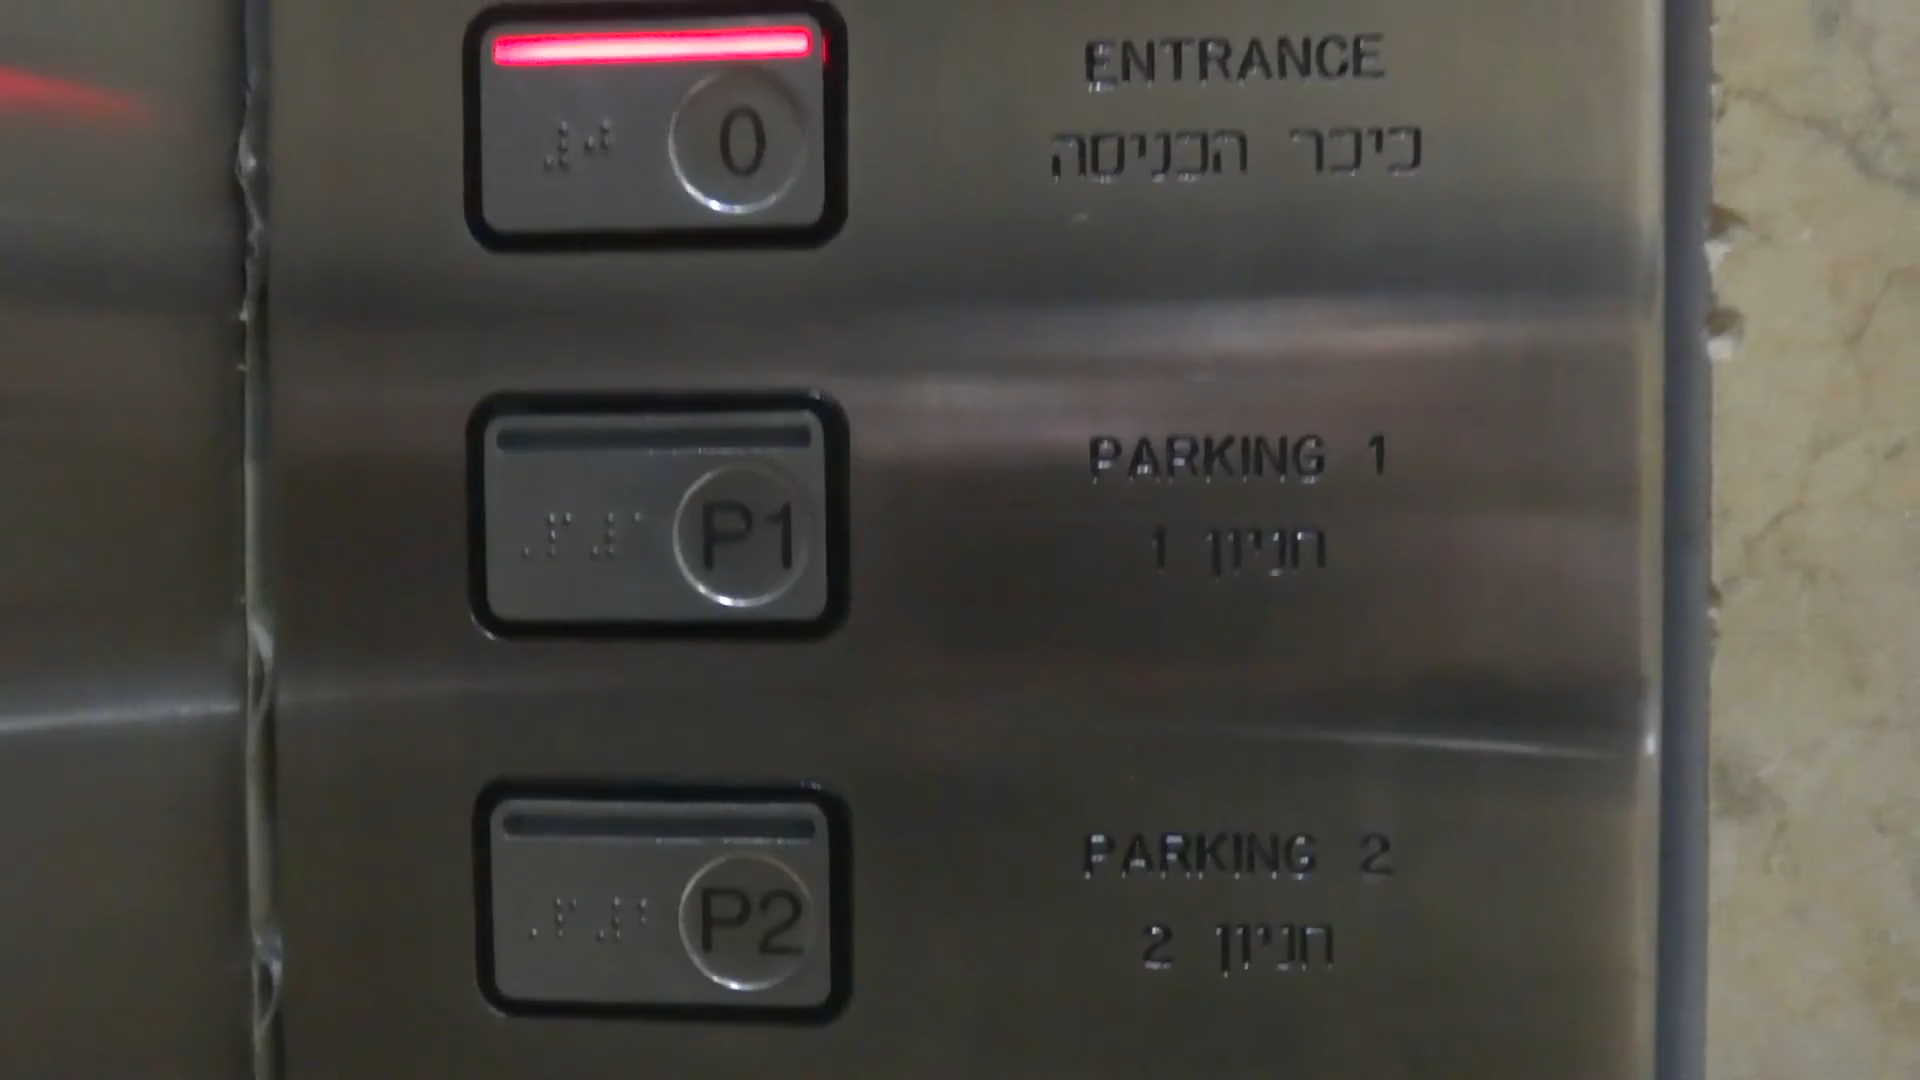 0
ENTRANCE
כיכר הכניסה
P1
PARKING 1
חניון 1
P2
PARKING 2
חניון 2